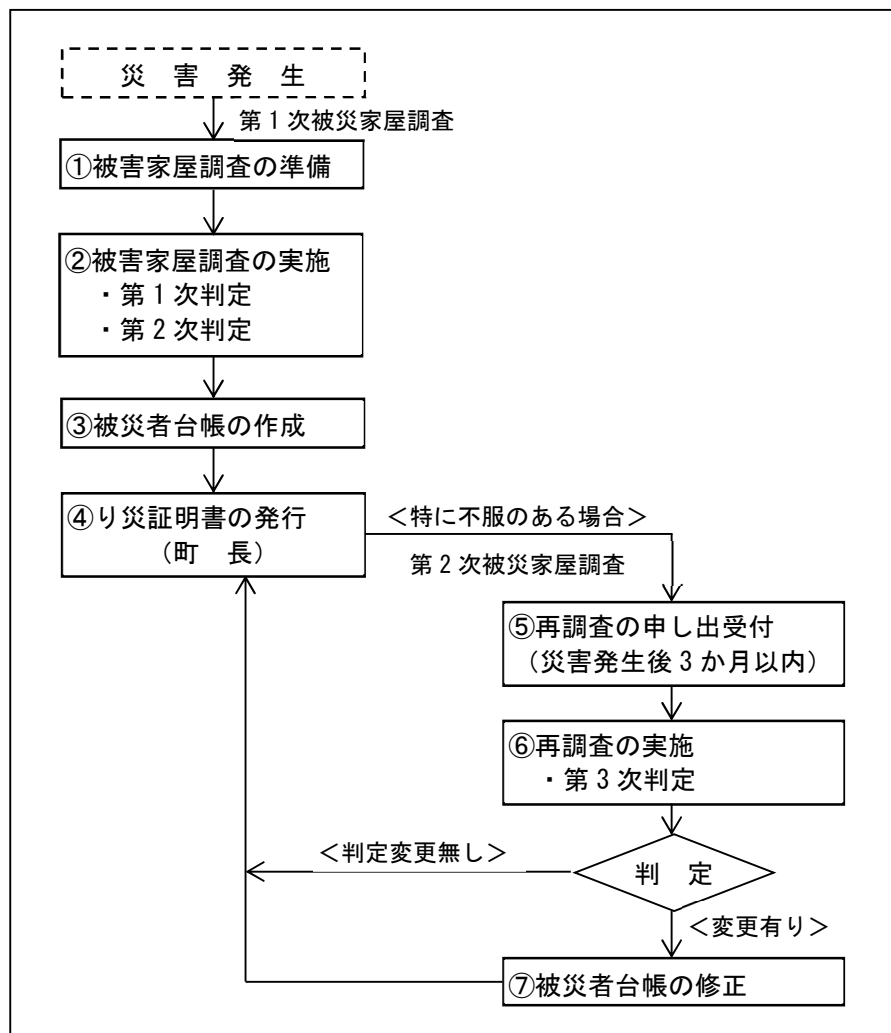 災 害 発 生
第1次被災家屋調査
①被害家屋調査の準備
②被害家屋調査の実施
・第1次判定
・第2次判定
③被災者台帳の作成
④り災証明書の発行
(町 長)
<特に不服のある場合>
第2次被災家屋調査
⑤再調査の申し出受付
(災害発生後3か月以内)
⑥再調査の実施
・第3次判定
<判定変更無し>
判 定
<変更有り>
⑦被災者台帳の修正